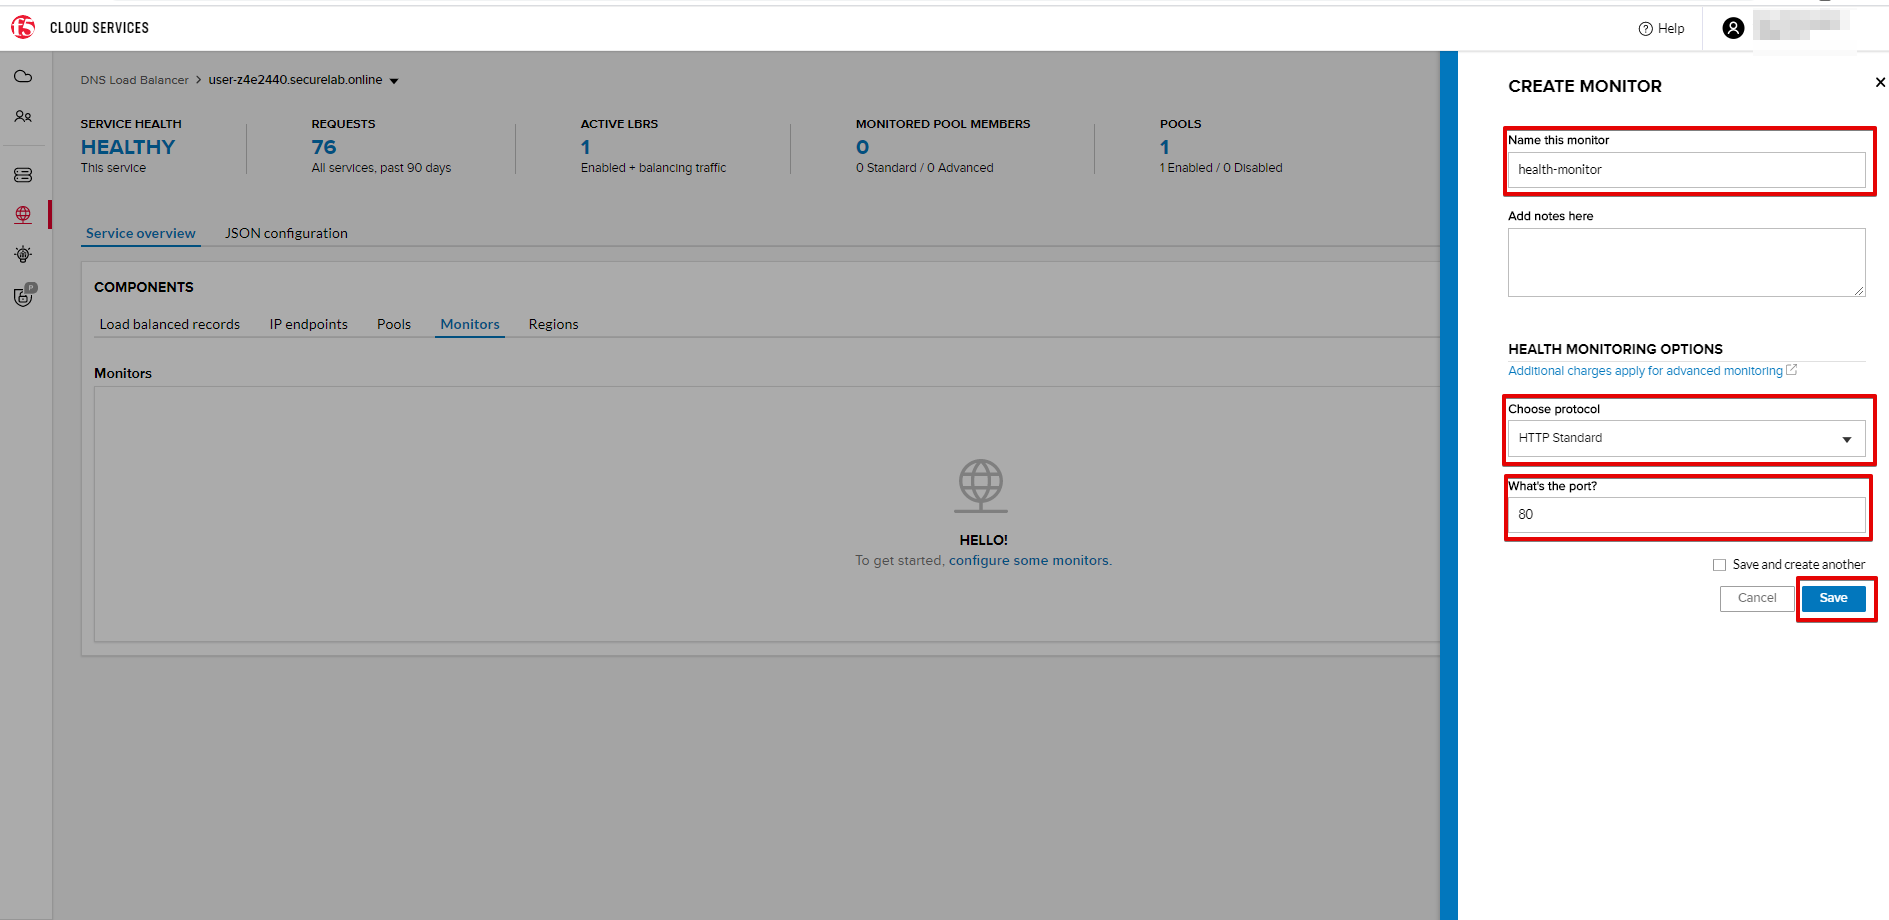 f5 CLOUD SERVICES
Help
DNS Load Balancer > user-z4e2440.securelab.online
SERVICE HEALTH
HEALTHY
This service
REQUESTS
76
All services, past 90 days
ACTIVE LBRS
1
Enabled + balancing traffic
MONITORED POOL MEMBERS
0
0 Standard / 0 Advanced
POOLS
1
1 Enabled / 0 Disabled
P
Service overview
JSON configuration
COMPONENTS
Load balanced records
IP endpoints
Pools
Monitors
Regions
Monitors
HELLO!
To get started, configure some monitors.
CREATE MONITOR
Name this monitor
health-monitor
Add notes here
HEALTH MONITORING OPTIONS
Additional charges apply for advanced monitoring
Choose protocol
HTTP Standard
What's the port?
80
Save and create another
Cancel
Save